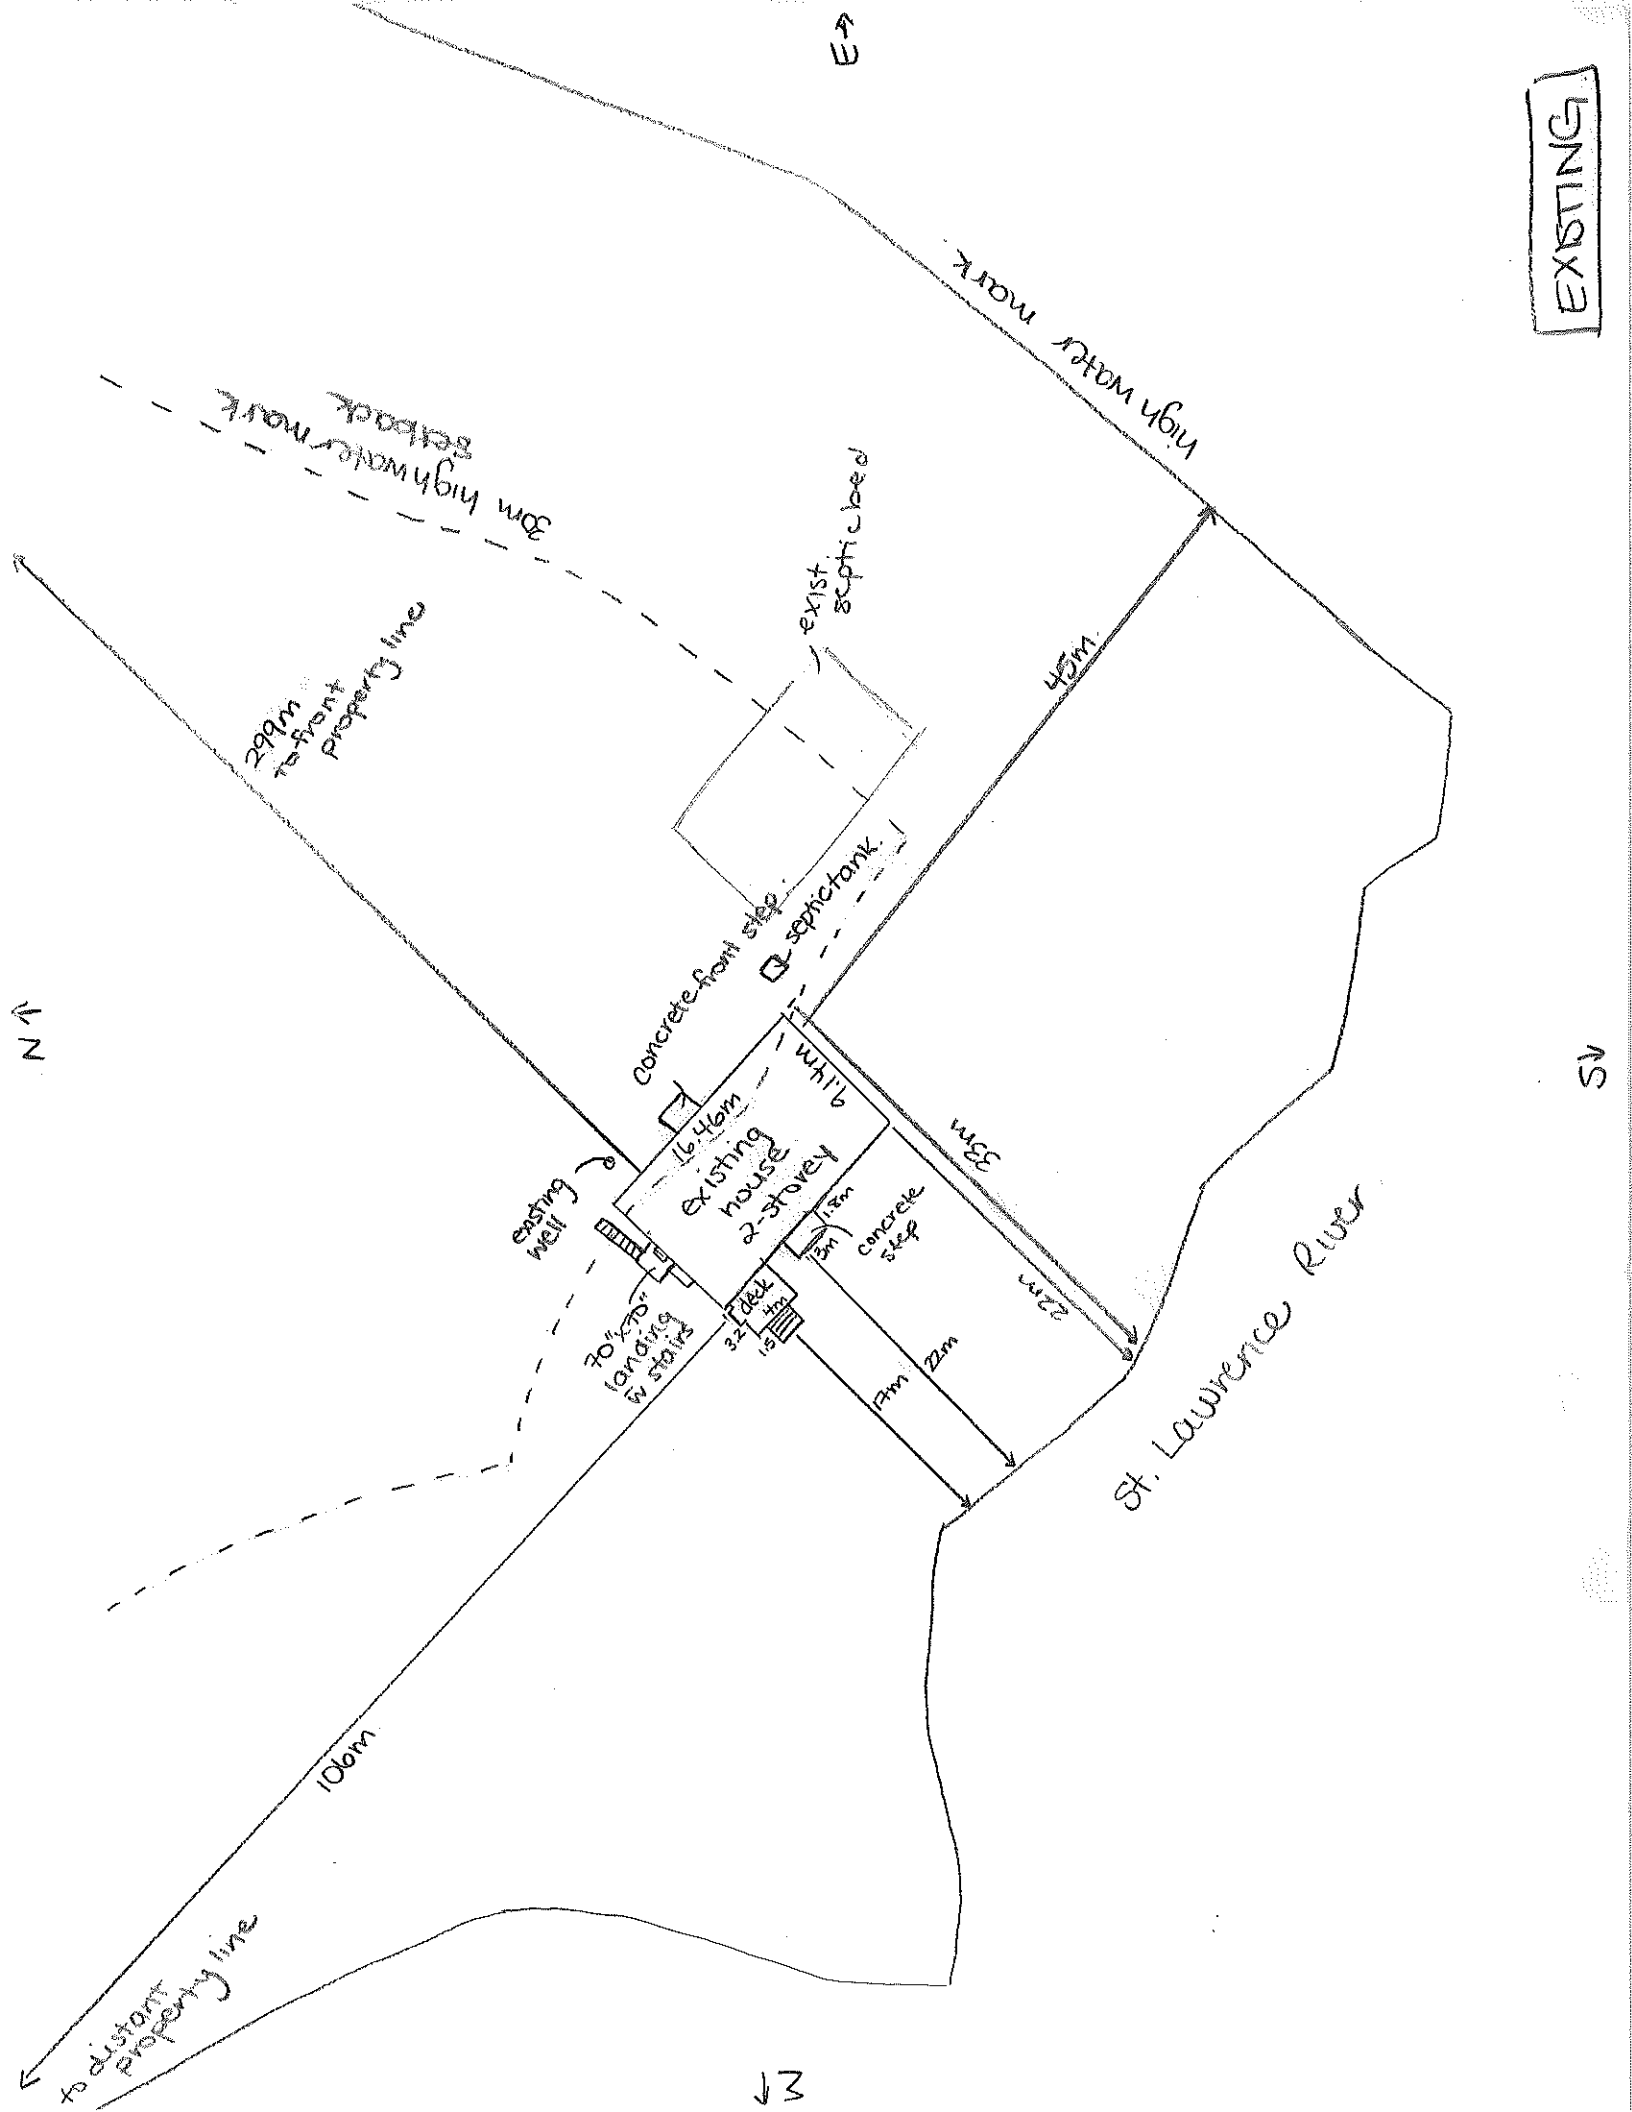 N ↑
E →
S ↓
W ←
EXISTING
299m
to front
property line
30m high water mark
setback
high water mark
exist.
septic bed
45m
septic tank
concrete front step
existing
well
16.46m
9.14m
existing
house
2-storey
1.8m
1.3m
concrete
step
deck
4m
3.2
1.5
70"x70"
landing
w stairs
33m
22m
22m
17m
St. Lawrence River
106m
to distant
property line